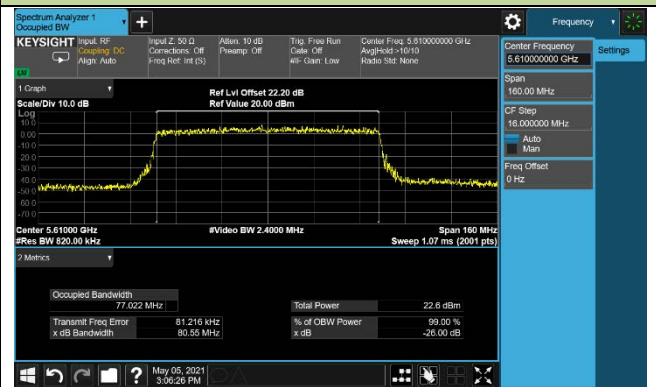 Spectrum Analyzer 1
Occupied BW
Frequency
KEYSIGHT
Input: RF
Coupling: DC
Align: Auto
Input Z: 50 Ω
Corrections: Off
Freq Ref: Int (S)
Atten: 10 dB
Preamp: Off
Trig: Free Run
Gate: Off
#IF Gain: Low
Center Freq: 5.610000000 GHz
Avg|Hold:>10/10
Radio Std: None
Center Frequency
5.610000000 GHz
Settings
Span
160.00 MHz
CF Step
16.000000 MHz
Auto
Man
Freq Offset
0 Hz
1 Graph
Scale/Div 10.0 dB
Ref Lvl Offset 22.20 dB
Ref Value 20.00 dBm
Log
10.0
0.00
-10.0
-20.0
-30.0
-40.0
-50.0
-60.0
-70.0
Center 5.61000 GHz
#Res BW 820.00 kHz
#Video BW 2.4000 MHz
Span 160 MHz
Sweep 1.07 ms (2001 pts)
2 Metrics
Occupied Bandwidth
77.022 MHz
Total Power 22.6 dBm
Transmit Freq Error 81.216 kHz
% of OBW Power 99.00 %
x dB Bandwidth 80.55 MHz
x dB -26.00 dB
?
May 05, 2021
3:06:26 PM